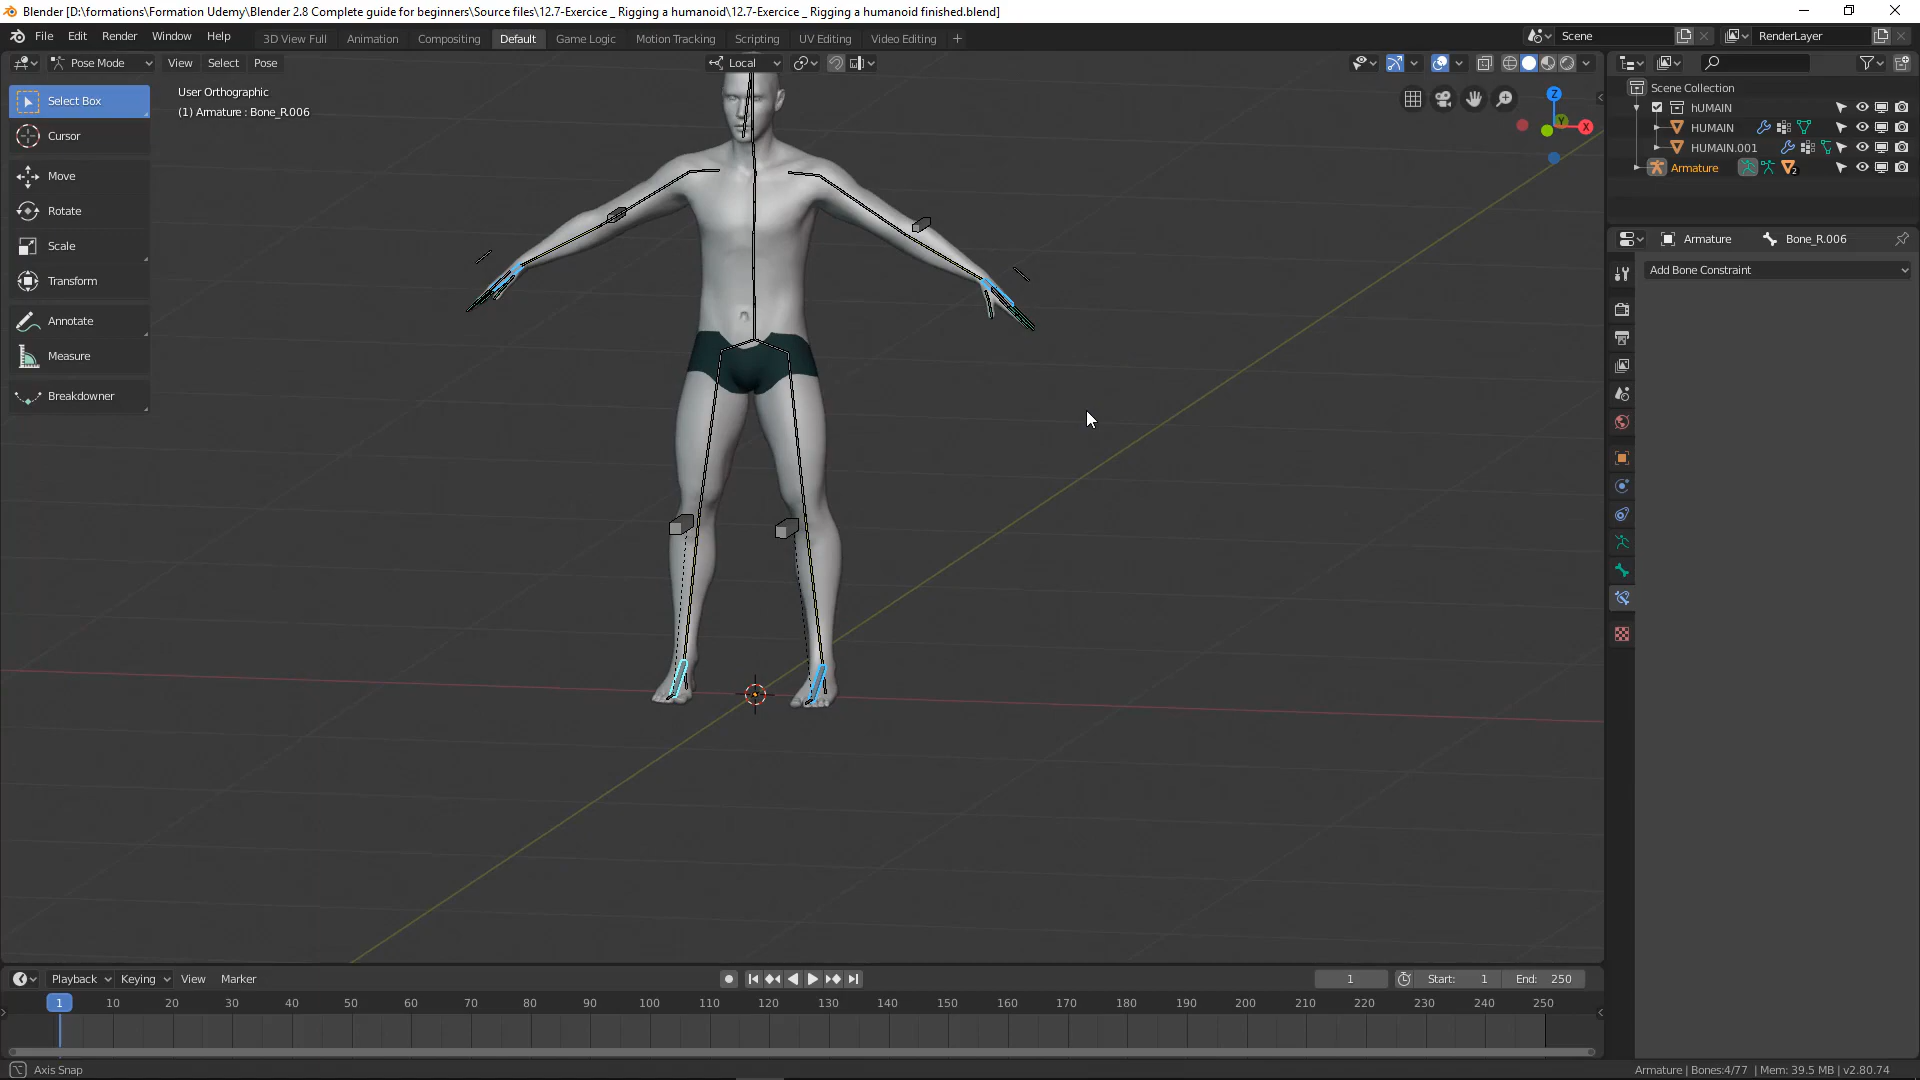 Blender [D:\formations\Formation Udemy\Blender 2.8 Complete guide for beginners\Source files\12.7-Exercice _ Rigging a humanoid\12.7-Exercice _ Rigging a humanoid finished.blend]
File Edit Render Window Help
3D View Full Animation Compositing Default Game Logic Motion Tracking Scripting UV Editing Video Editing +
Scene
RenderLayer
Pose Mode View Select Pose
Local
Select Box
Cursor
Move
Rotate
Scale
Transform
Annotate
Measure
Breakdowner
User Orthographic
(1) Armature : Bone_R.006
Z
Y
X
Scene Collection
hUMAIN
HUMAIN
HUMAIN.001
Armature
2
Armature Bone_R.006
Add Bone Constraint
Playback Keying View Marker
1
Start: 1
End: 250
1 10 20 30 40 50 60 70 80 90 100 110 120 130 140 150 160 170 180 190 200 210 220 230 240 250
Axis Snap
Armature | Bones:4/77 | Mem: 39.5 MB | v2.80.74